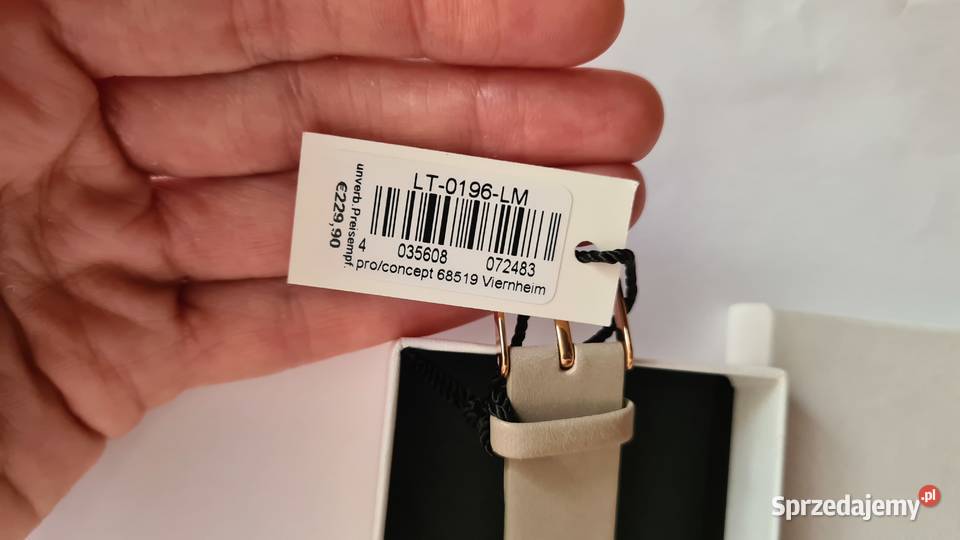 LT-0196-LM
4 035608 072483
pro/concept 68519 Viernheim
unverb.Preisempf.
€229,90
Sprzedajemy.pl